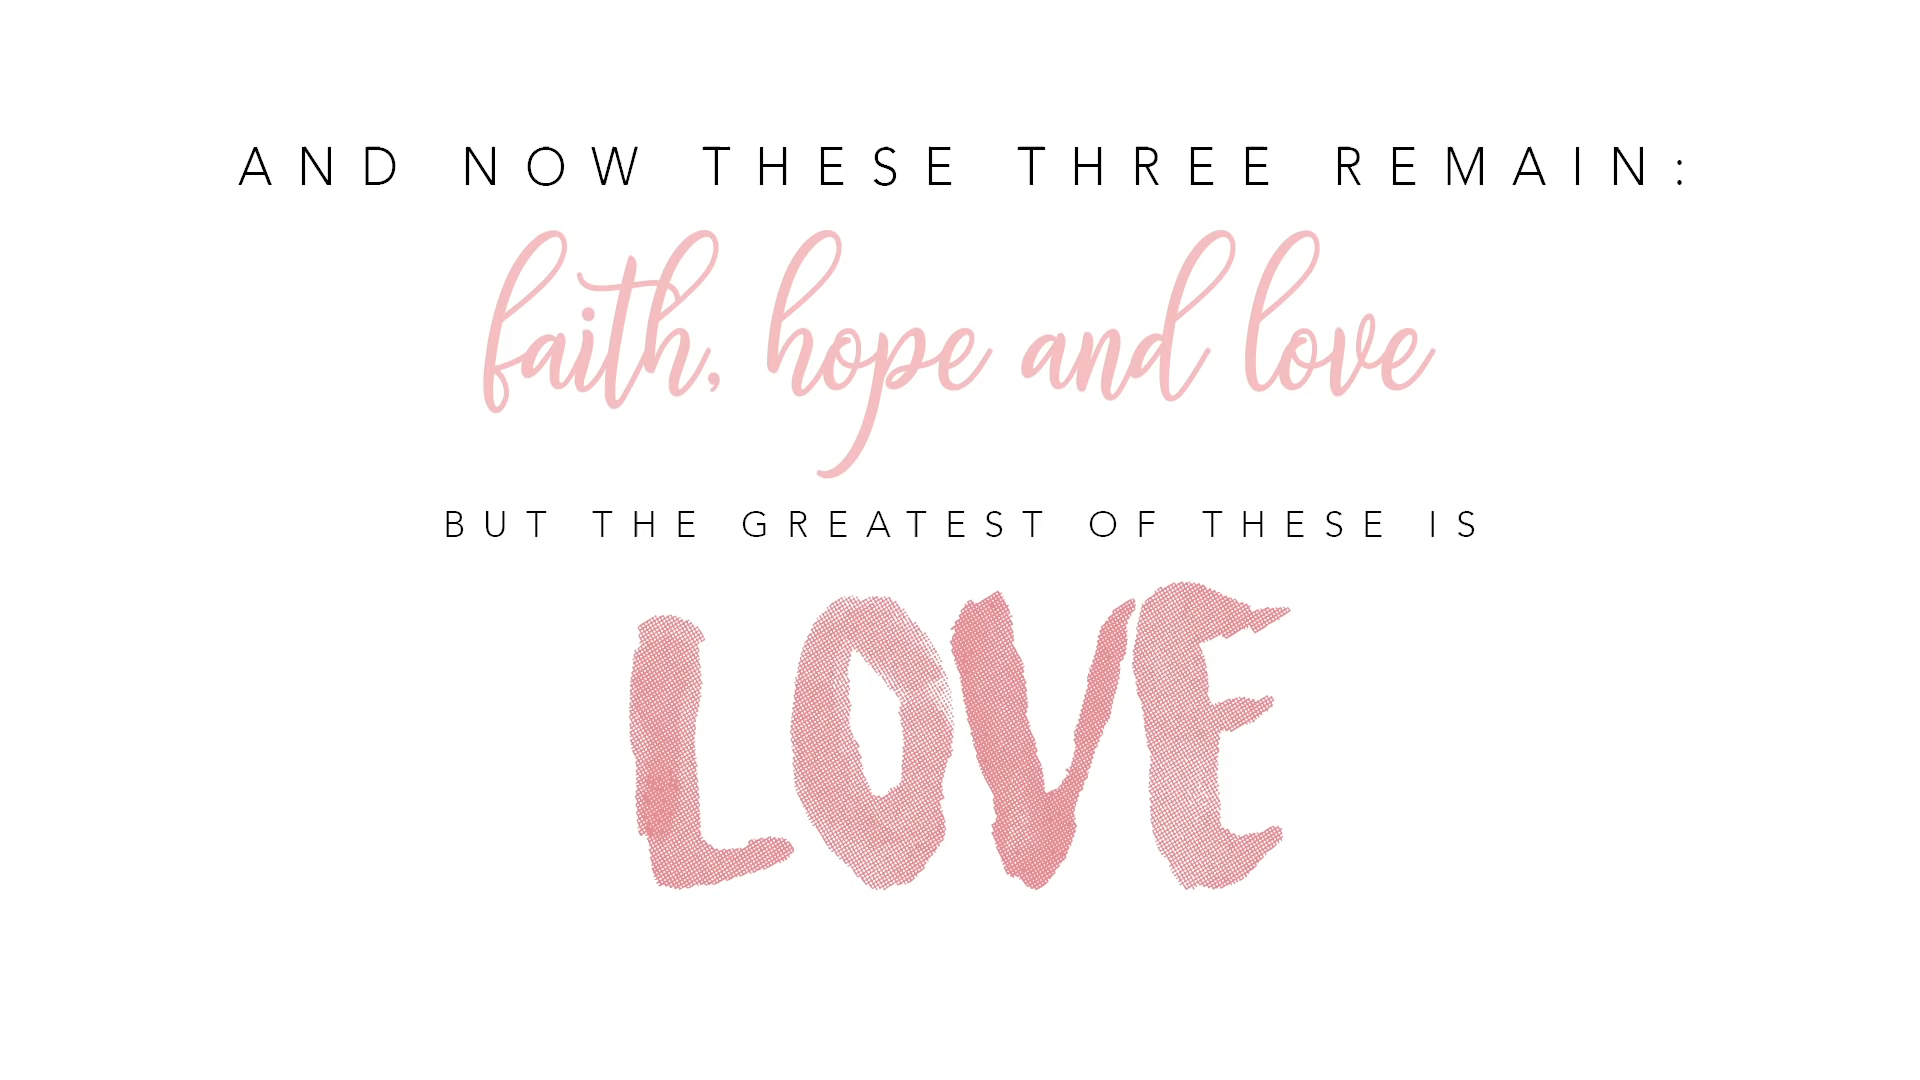 AND NOW THESE THREE REMAIN:
faith, hope and love
BUT THE GREATEST OF THESE IS
LOVE